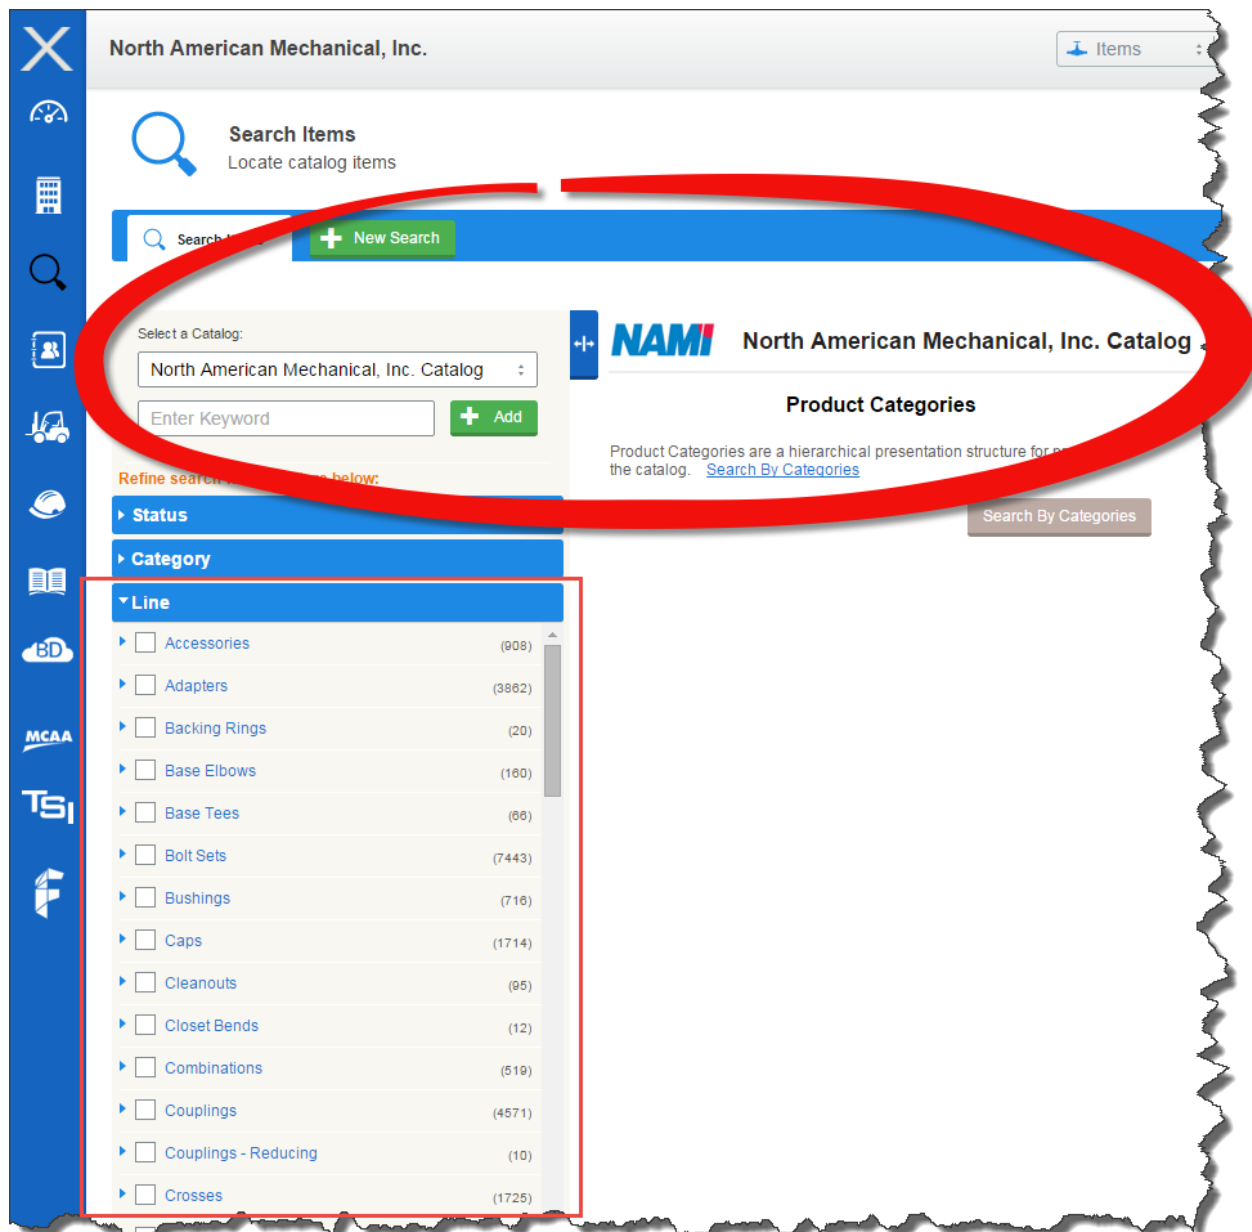 North American Mechanical, Inc.
Items
Search Items
Locate catalog items
Search
New Search
Select a Catalog:
North American Mechanical, Inc. Catalog
Enter Keyword
Add
NAMI
North American Mechanical, Inc. Catalog
Product Categories
Product Categories are a hierarchical presentation structure for
the catalog. Search By Categories
Search By Categories
Refine search below:
Status
Category
Line
Accessories (908)
Adapters (3862)
Backing Rings (20)
Base Elbows (160)
Base Tees (66)
Bolt Sets (7443)
Bushings (716)
Caps (1714)
Cleanouts (95)
Closet Bends (12)
Combinations (519)
Couplings (4571)
Couplings - Reducing (10)
Crosses (1725)
BD
MCAA
TSI
F